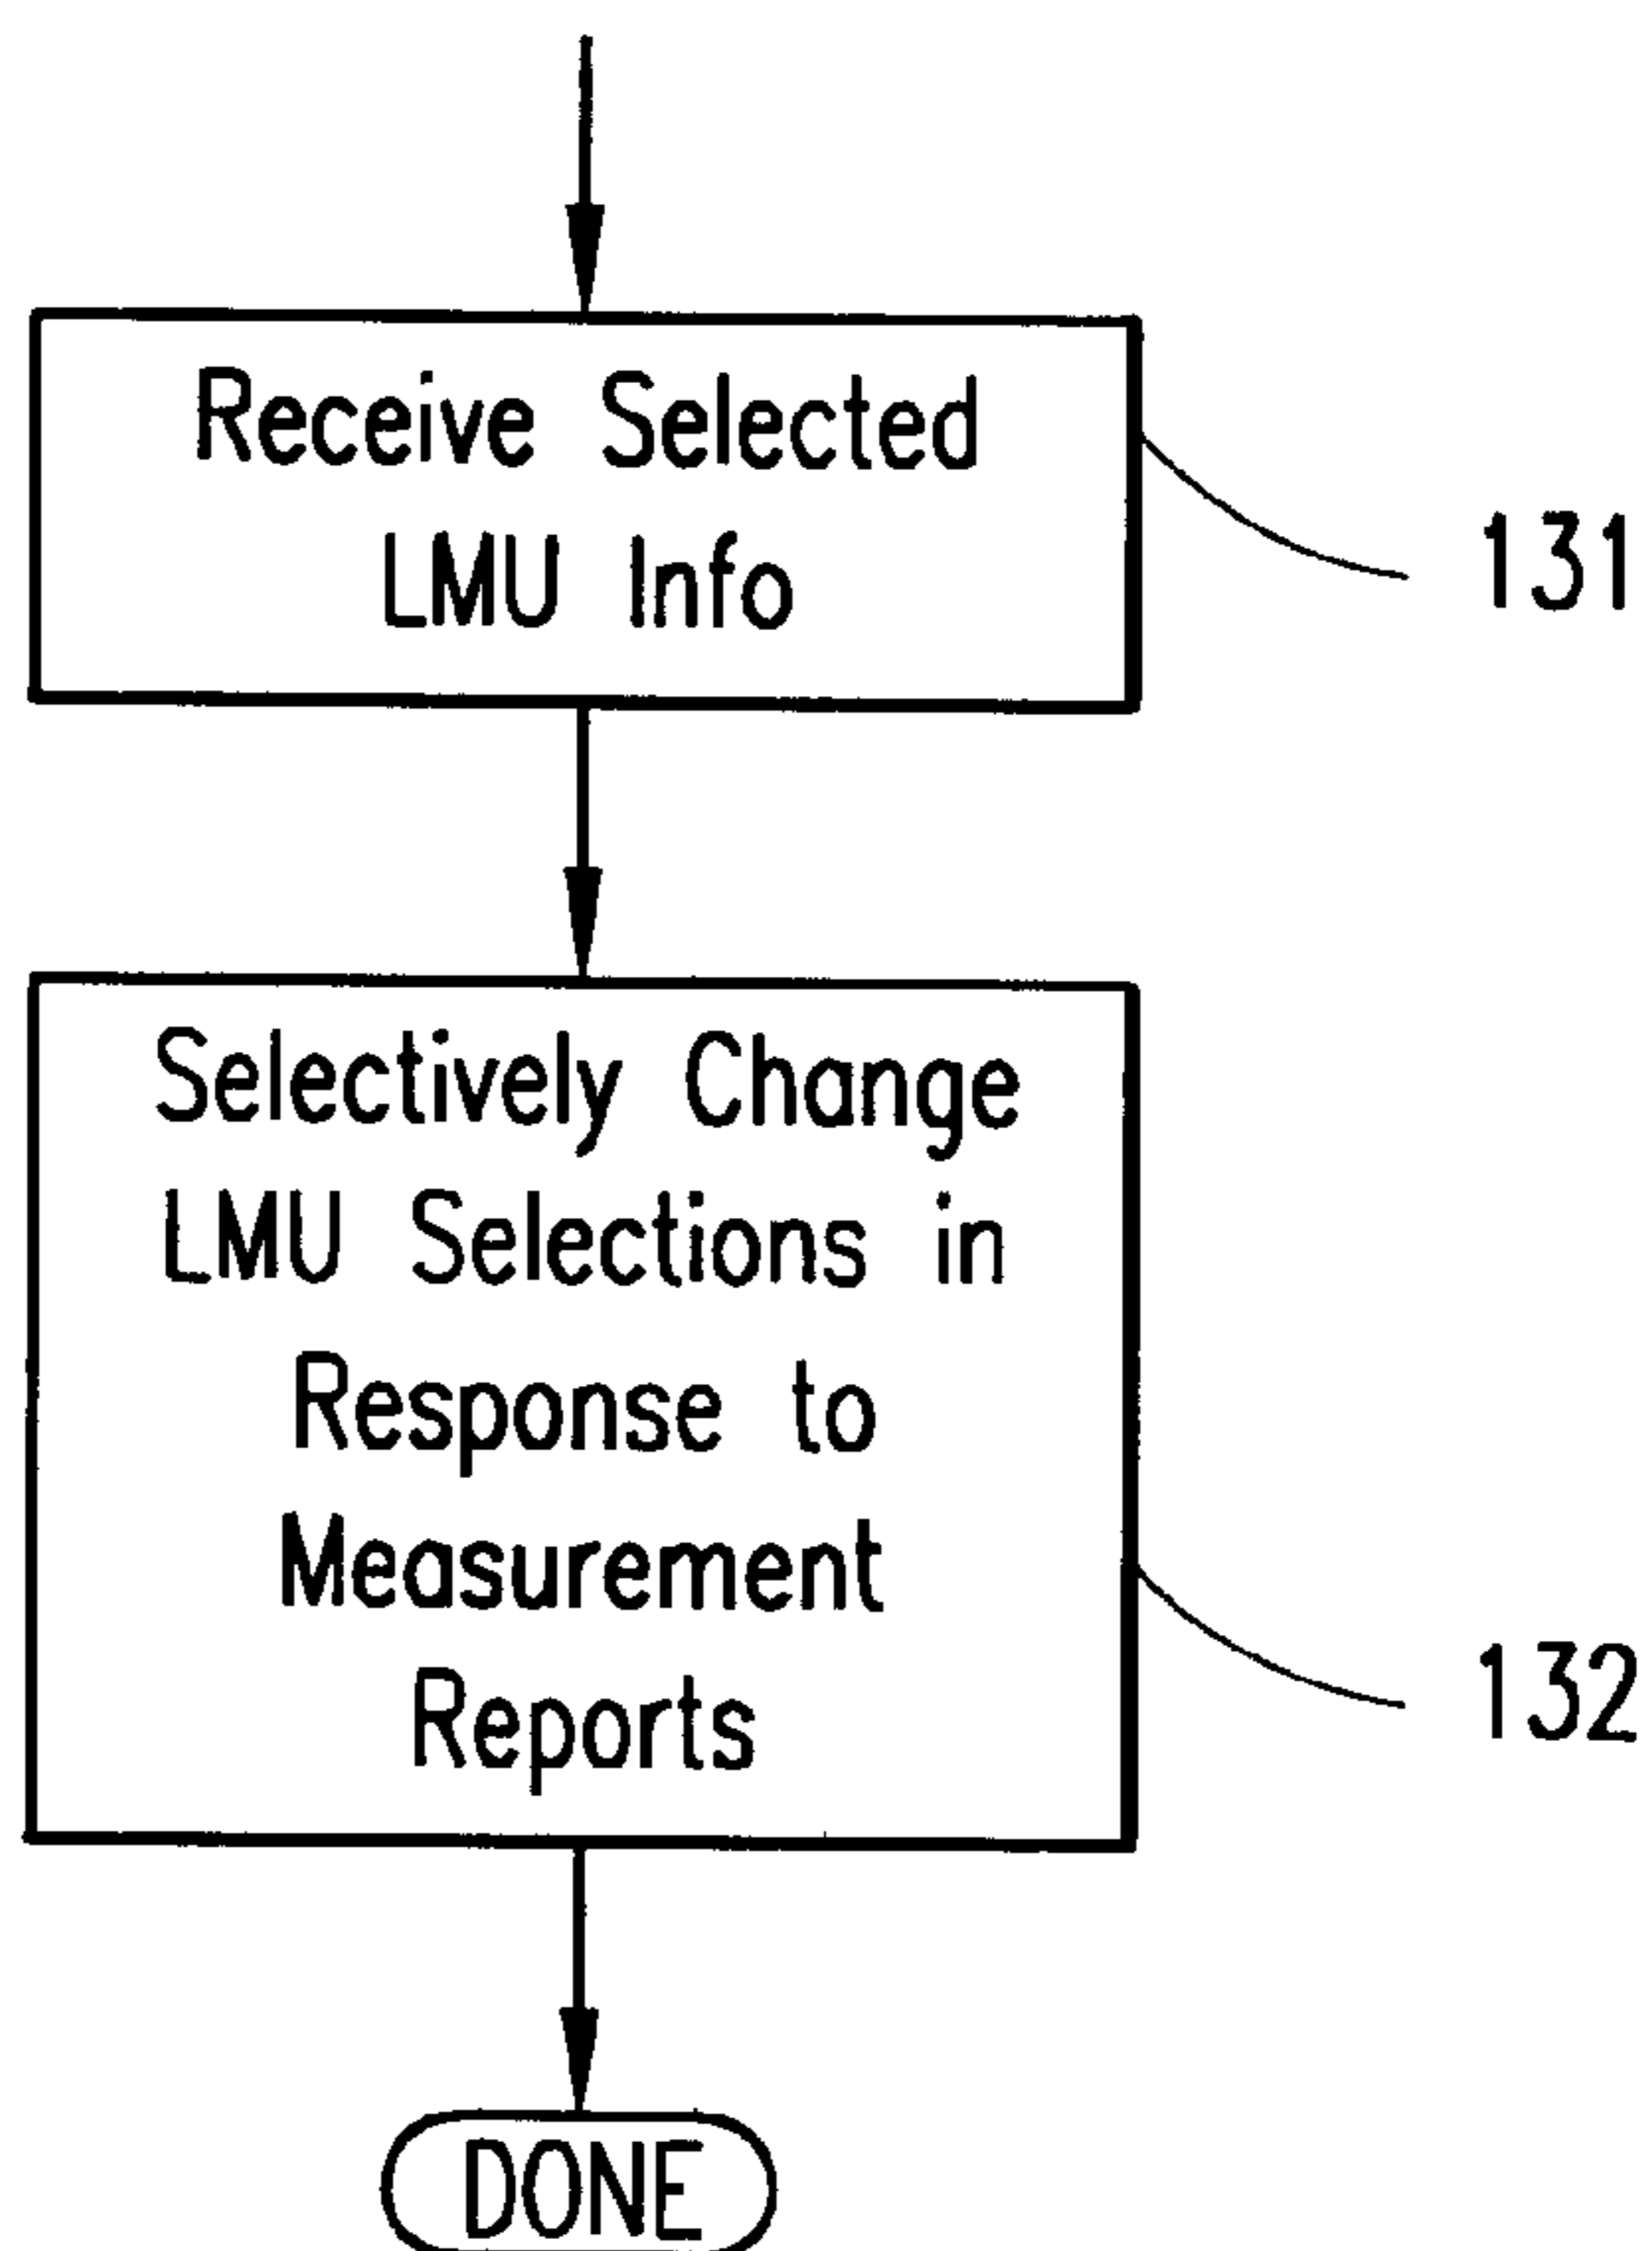 Receive Selected
LMU Info
131
Selectively Change
LMU Selections in
Response to
Measurement
Reports
132
DONE